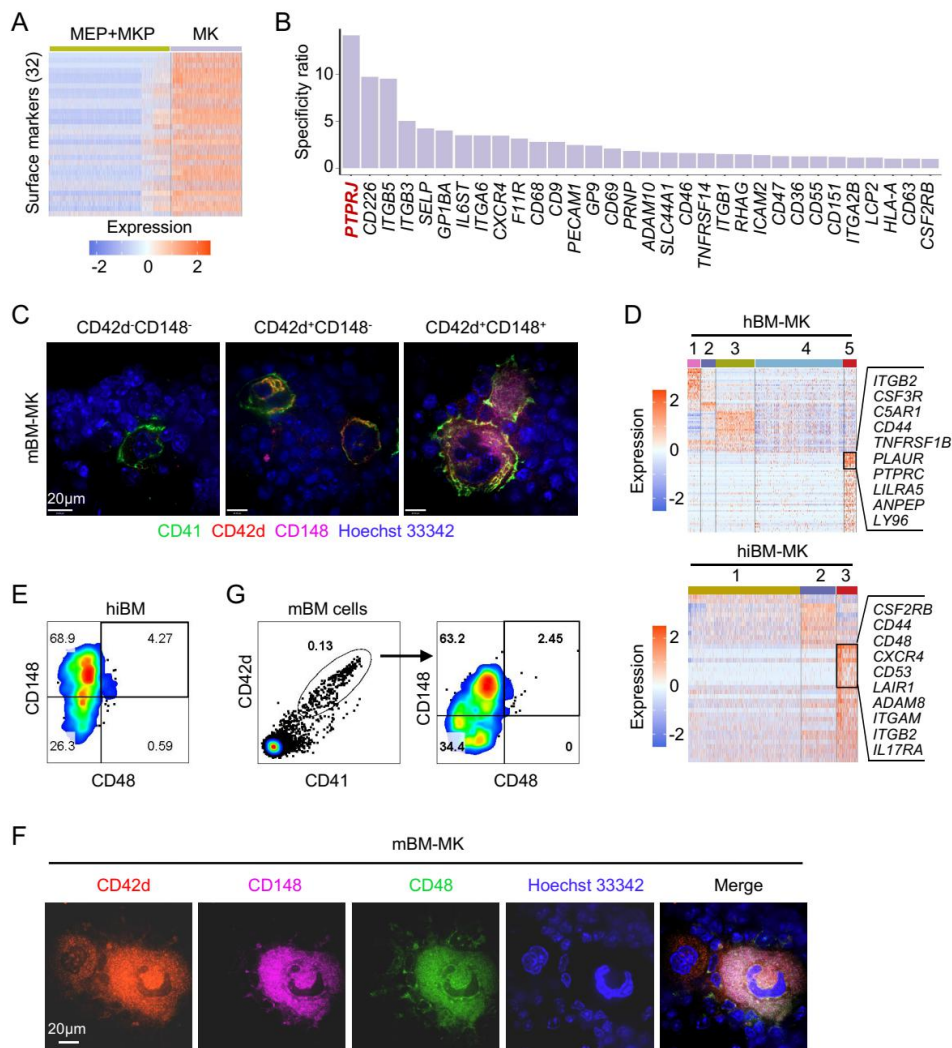 A
MEP+MKP
MK
Surface markers (32)
Expression
-2
0
2
B
Specificity ratio
10
5
0
PTPRJ
CD226
ITGB5
ITGB3
SELP
GP1BA
IL6ST
ITGA6
CXCR4
F11R
CD68
CD9
PECAM1
GP9
CD69
PRNP
ADAM10
SLC44A1
CD46
TNFRSF14
ITGB1
RHAG
ICAM2
CD47
CD36
CD55
CD151
ITGA2B
LCP2
HLA-A
CD63
CSF2RB
C
CD42d-CD148-
CD42d+CD148-
CD42d+CD148+
mBM-MK
20μm
CD41 CD42d CD148 Hoechst 33342
D
hBM-MK
1 2 3 4 5
Expression
2
0
-2
ITGB2
CSF3R
C5AR1
CD44
TNFRSF1B
PLAUR
PTPRC
LILRA5
ANPEP
LY96
hiBM-MK
1 2 3
Expression
2
0
-2
CSF2RB
CD44
CD48
CXCR4
CD53
LAIR1
ADAM8
ITGAM
ITGB2
IL17RA
E
hiBM
68.9
4.27
26.3
0.59
CD148
CD48
G
mBM cells
0.13
CD42d
CD41
63.2
2.45
34.4
0
CD148
CD48
F
mBM-MK
CD42d
CD148
CD48
Hoechst 33342
Merge
20μm